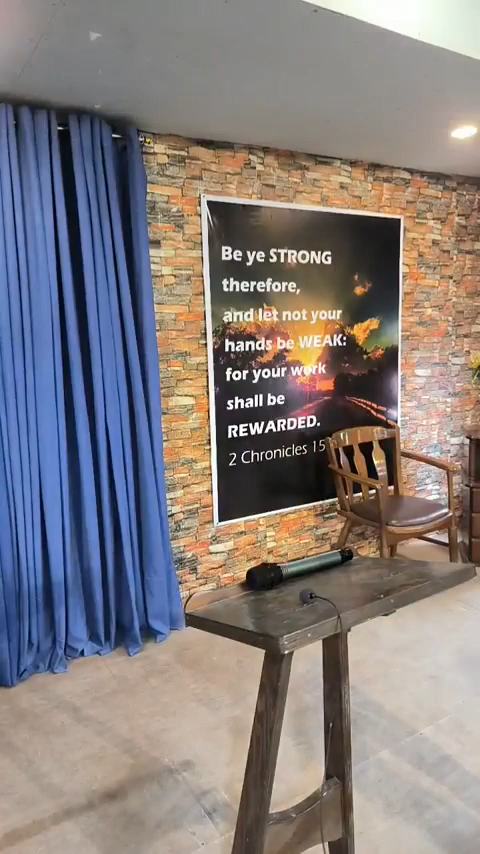 Be ye STRONG
therefore,
and let not your
hands be WEAK:
for your work
shall be
REWARDED.
2 Chronicles 15